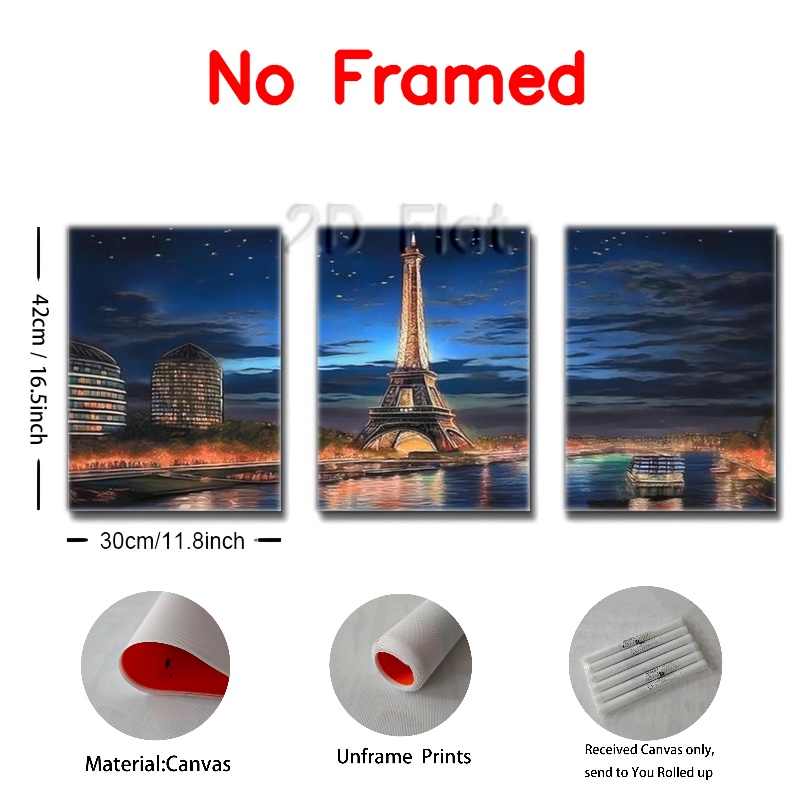 No Framed
2D Flat
42cm / 16.5inch
30cm/11.8inch
Material:Canvas
Unframe Prints
Received Canvas only,
send to You Rolled up